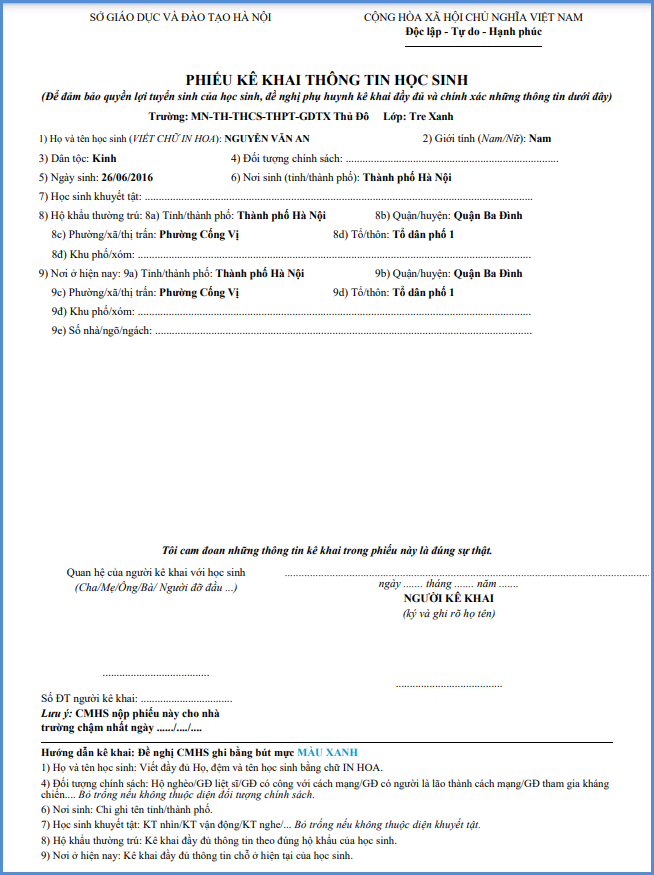 SỞ GIÁO DỤC VÀ ĐÀO TẠO HÀ NỘI
CỘNG HÒA XÃ HỘI CHỦ NGHĨA VIỆT NAM
Độc lập - Tự do - Hạnh phúc
PHIẾU KÊ KHAI THÔNG TIN HỌC SINH
(Để đảm bảo quyền lợi tuyển sinh của học sinh, đề nghị phụ huynh kê khai đầy đủ và chính xác những thông tin dưới đây)
Trường: MN-TH-THCS-THPT-GDTX Thủ Đô Lớp: Tre Xanh
1) Họ và tên học sinh (VIẾT CHỮ IN HOA): NGUYỄN VĂN AN 2) Giới tính (Nam/Nữ): Nam
3) Dân tộc: Kinh 4) Đối tượng chính sách: ........................................................................
5) Ngày sinh: 26/06/2016 6) Nơi sinh (tỉnh/thành phố): Thành phố Hà Nội
7) Học sinh khuyết tật: ....................................................................................................................................
8) Hộ khẩu thường trú: 8a) Tỉnh/thành phố: Thành phố Hà Nội 8b) Quận/huyện: Quận Ba Đình
8c) Phường/xã/thị trấn: Phường Cống Vị 8d) Tổ/thôn: Tổ dân phố 1
8đ) Khu phố/xóm: ....................................................................................................................................
9) Nơi ở hiện nay: 9a) Tỉnh/thành phố: Thành phố Hà Nội 9b) Quận/huyện: Quận Ba Đình
9c) Phường/xã/thị trấn: Phường Cống Vị 9d) Tổ/thôn: Tổ dân phố 1
9đ) Khu phố/xóm: ....................................................................................................................................
9e) Số nhà/ngõ/ngách: ...............................................................................................................................
Tôi cam đoan những thông tin kê khai trong phiếu này là đúng sự thật.
Quan hệ của người kê khai với học sinh
(Cha/Mẹ/Ông/Bà/ Người đỡ đầu ...)
............................................................................................................................
ngày ....... tháng ....... năm .......
NGƯỜI KÊ KHAI
(ký và ghi rõ họ tên)
.....................................
.....................................
Số ĐT người kê khai: ................................
Lưu ý: CMHS nộp phiếu này cho nhà
trường chậm nhất ngày ....../..../....
Hướng dẫn kê khai: Đề nghị CMHS ghi bằng bút mực MÀU XANH
1) Họ và tên học sinh: Viết đầy đủ Họ, đệm và tên học sinh bằng chữ IN HOA.
4) Đối tượng chính sách: Hộ nghèo/GĐ liệt sĩ/GĐ có công với cách mạng/GĐ có người là lão thành cách mạng/GĐ tham gia kháng
chiến.... Bỏ trống nếu không thuộc diện đối tượng chính sách.
6) Nơi sinh: Chỉ ghi tên tỉnh/thành phố.
7) Học sinh khuyết tật: KT nhìn/KT vận động/KT nghe/... Bỏ trống nếu không thuộc diện khuyết tật.
8) Hộ khẩu thường trú: Kê khai đầy đủ thông tin theo đúng hộ khẩu của học sinh.
9) Nơi ở hiện nay: Kê khai đầy đủ thông tin chỗ ở hiện tại của học sinh.